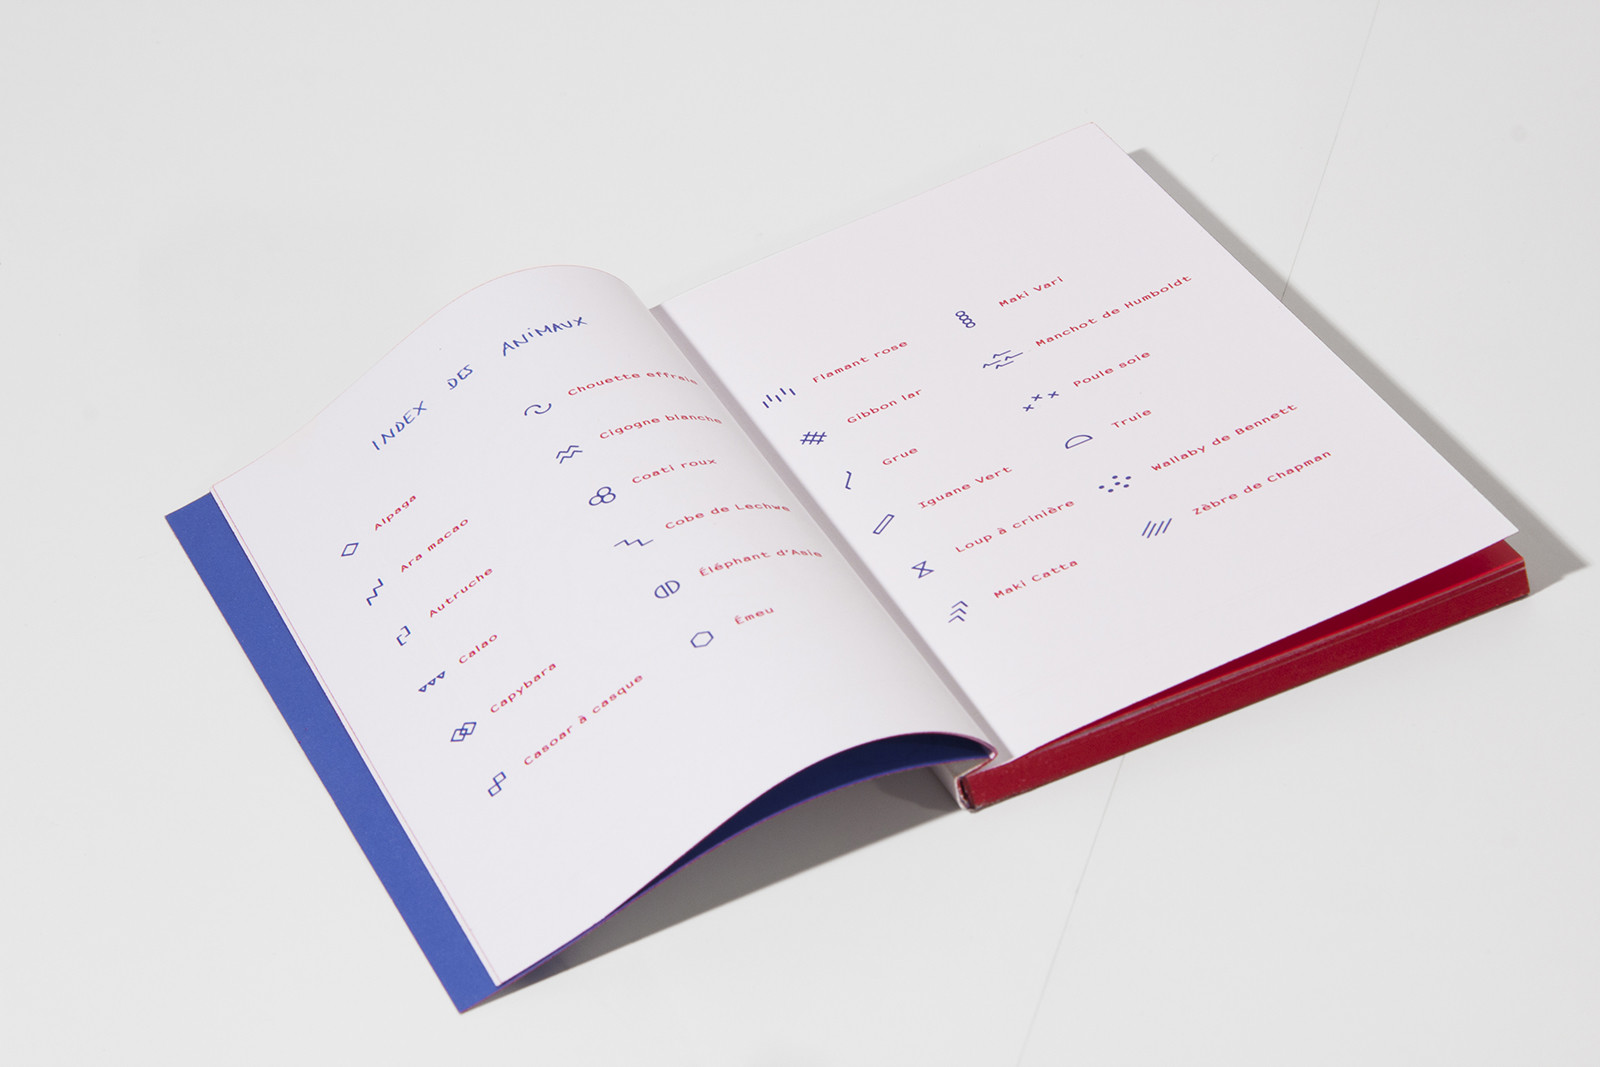 INDEX DES ANiMAUX
Alpaga
Ara macao
Autruche
Calao
Capybara
Casoar à casque
Chouette effraie
Cigogne blanche
Coati roux
Cobe de Lechwe
Éléphant d'Asie
Émeu
Flamant rose
Gibbon lar
Grue
Iguane Vert
Loup à crinière
Maki Catta
Maki Vari
Manchot de Humboldt
Poule soie
Truie
Wallaby de Bennett
Zèbre de Chapman